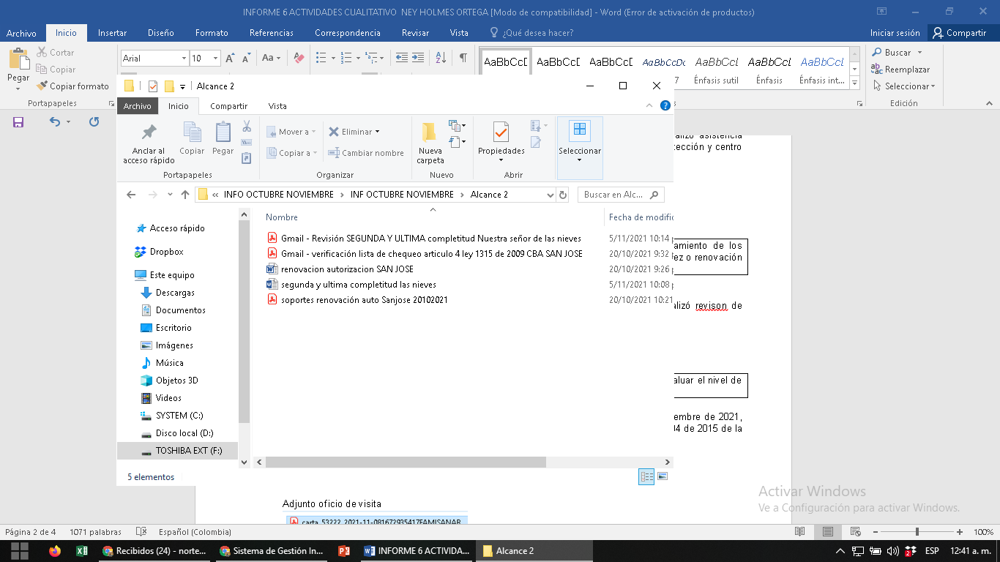 INFORME 6 ACTIVIDADES CUALITATIVO NEY HOLMES ORTEGA [Modo de compatibilidad] - Word (Error de activación de productos)
Archivo Inicio Insertar Diseño Formato Referencias Correspondencia Revisar Vista ¿Qué desea hacer? Iniciar sesión Compartir
Pegar
Cortar
Copiar
Copiar formato
Portapapeles
Arial 10
AaBbCcD AaBbCcD AaBbCcD AaBbCcDc AaBbCcI AaBbCcI AaBbCcI
7 Énfasis sutil Énfasis Énfasis int...
Buscar
Reemplazar
Seleccionar
Edición
Alcance 2
Archivo Inicio Compartir Vista
Anclar al acceso rápido
Copiar
Pegar
Portapapeles
Mover a
Copiar a
Eliminar
Cambiar nombre
Organizar
Nueva carpeta
Nuevo
Propiedades
Abrir
Seleccionar
« INFO OCTUBRE NOVIEMBRE > INF OCTUBRE NOVIEMBRE > Alcance 2
Buscar en Alc...
Acceso rápido
Dropbox
Este equipo
Descargas
Documentos
Escritorio
Imágenes
Música
Objetos 3D
Videos
SYSTEM (C:)
Disco local (D:)
TOSHIBA EXT (F:)
Nombre Fecha de modific
Gmail - Revisión SEGUNDA Y ULTIMA completitud Nuestra señor de las nieves 5/11/2021 10:14 p
Gmail - verificación lista de chequeo articulo 4 ley 1315 de 2009 CBA SAN JOSE 20/10/2021 9:32
renovacion autorizacion SAN JOSE 20/10/2021 9:26 p
segunda y ultima completitud las nieves 5/11/2021 10:08 p
soportes renovación auto Sanjose 20102021 20/10/2021 10:21
5 elementos
alizó asistencia
tección y centro
amiento de los
ez o renovación
alizó revison de
aluar el nivel de
embre de 2021,
04 de 2015 de la
Adjunto oficio de visita
carta_53222_2021-11-081672935417FAMISANAR
Activar Windows
Ve a Configuración para activar Windows.
Página 2 de 4 1071 palabras Español (Colombia) 100%
Recibidos (24) - norte... Sistema de Gestión In... INFORME 6 ACTIVIDA... Alcance 2 2 ESP 12:41 a. m.